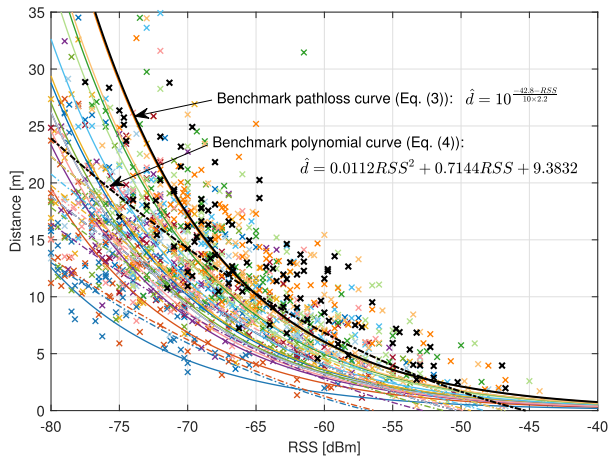 35
30
25
20
15
10
5
0
Distance [m]
Benchmark pathloss curve (Eq. (3)): d̂ = 10^{\frac{-42.8-RSS}{10×2.2}}
Benchmark polynomial curve (Eq. (4)):
d̂ = 0.0112RSS² + 0.7144RSS + 9.3832
-80 -75 -70 -65 -60 -55 -50 -45 -40
RSS [dBm]